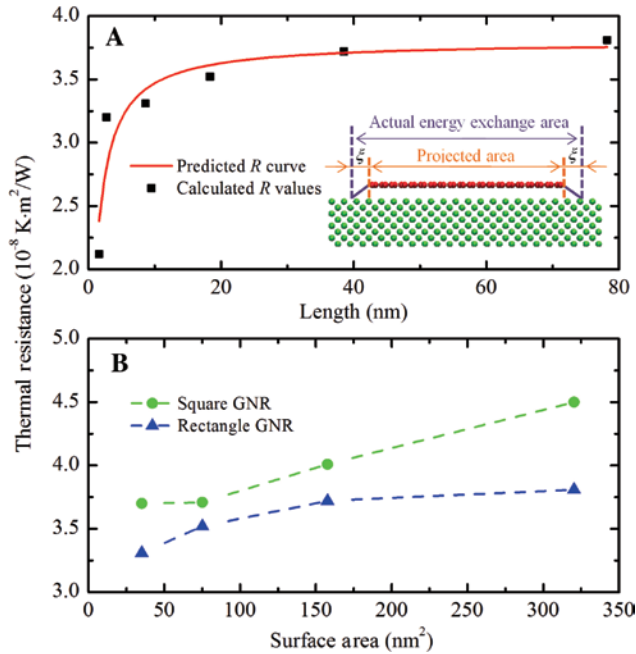 A
4.0
3.5
3.0
2.5
2.0
Actual energy exchange area
ξ
Projected area
ξ
Predicted R curve
Calculated R values
0 20 40 60 80
Length (nm)
Thermal resistance (10⁻⁸ K·m²/W)
B
5.0
4.5
4.0
3.5
3.0
Square GNR
Rectangle GNR
0 50 100 150 200 250 300 350
Surface area (nm²)